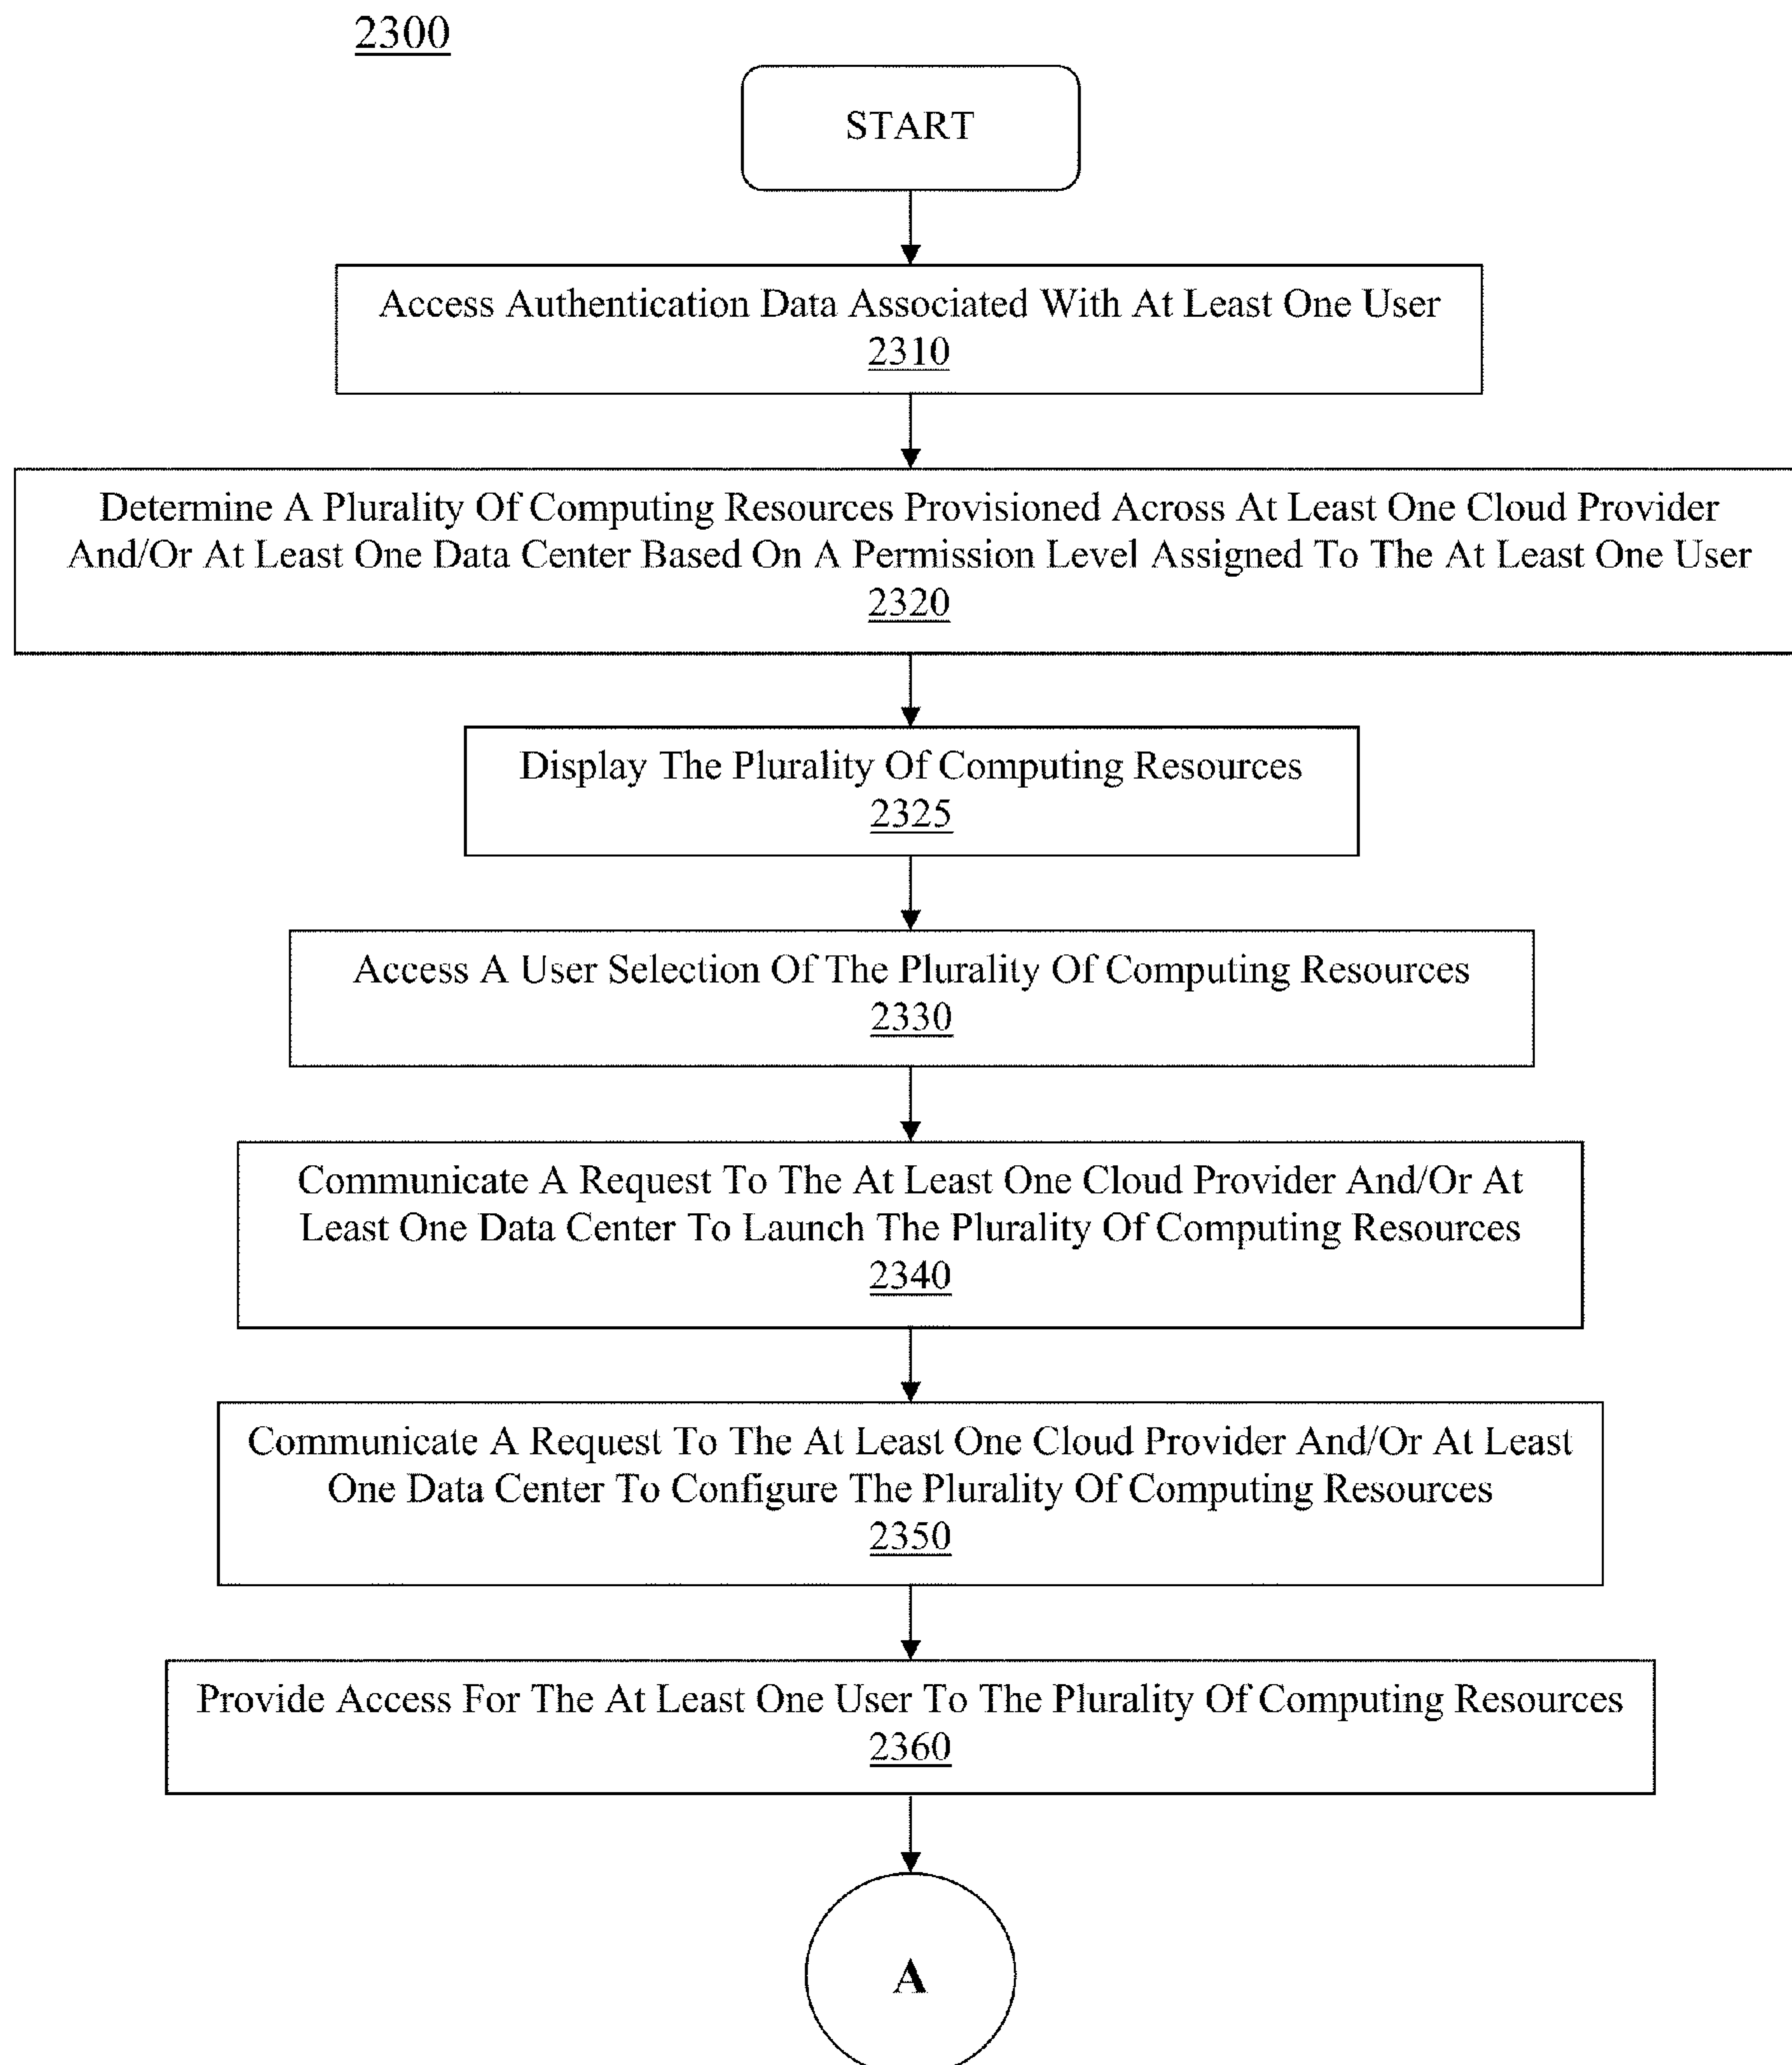 2300
START
Access Authentication Data Associated With At Least One User
2310
Determine A Plurality Of Computing Resources Provisioned Across At Least One Cloud Provider
And/Or At Least One Data Center Based On A Permission Level Assigned To The At Least One User
2320
Display The Plurality Of Computing Resources
2325
Access A User Selection Of The Plurality Of Computing Resources
2330
Communicate A Request To The At Least One Cloud Provider And/Or At
Least One Data Center To Launch The Plurality Of Computing Resources
2340
Communicate A Request To The At Least One Cloud Provider And/Or At Least
One Data Center To Configure The Plurality Of Computing Resources
2350
Provide Access For The At Least One User To The Plurality Of Computing Resources
2360
A